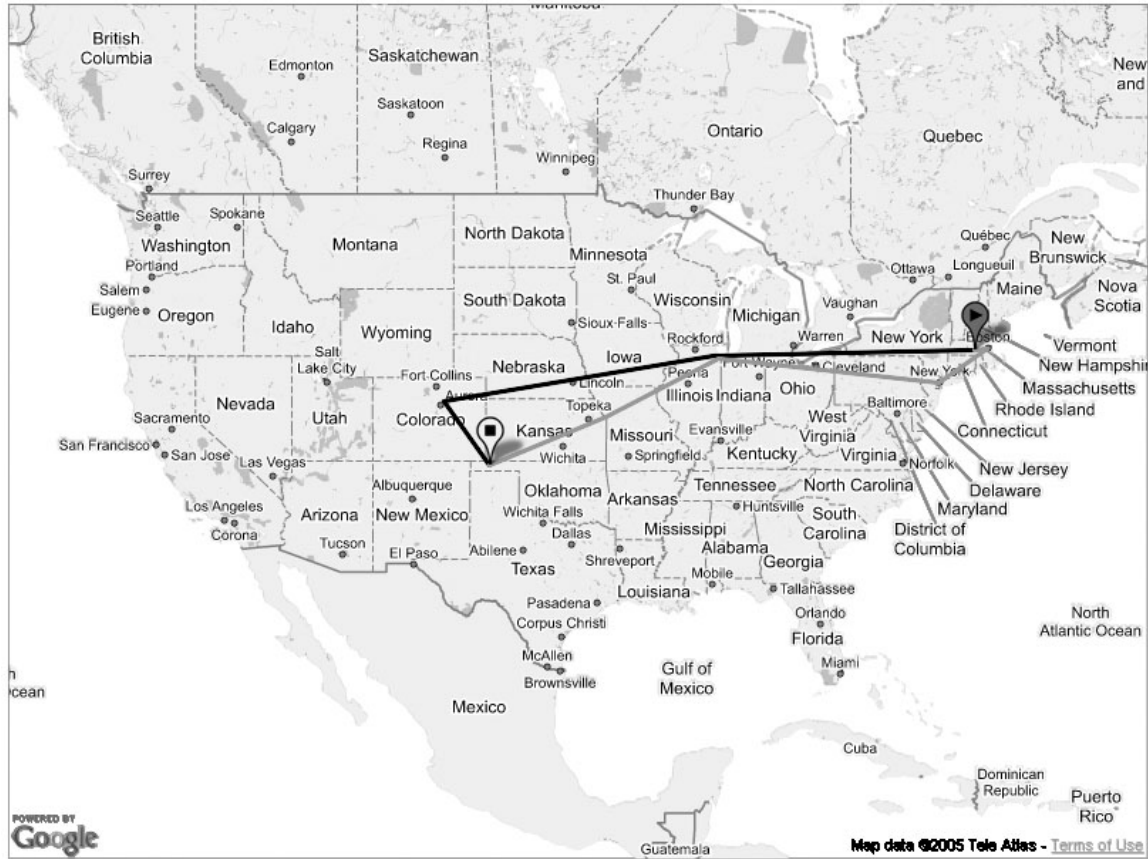 Manitoba
British
Columbia
Edmonton
Saskatchewan
New
and
Saskatoon
Calgary
Regina
Ontario
Quebec
Winnipeg
Surrey
Thunder Bay
Seattle
Spokane
Washington
Montana
North Dakota
Minnesota
Québec
New
Brunswick
Portland
Salem
Eugene
Oregon
Idaho
South Dakota
St. Paul
Wisconsin
Michigan
Ottawa
Longueuil
Maine
Nova
Scotia
Wyoming
Sioux-Falls
Vaughan
Rockford
Warren
New York
Boston
Vermont
New Hampshir
Salt
Lake City
Nebraska
Iowa
Fort Wayne
Cleveland
Massachusetts
Nevada
Utah
Fort Collins
Aurora
Lincoln
Peoria
Illinois
Indiana
Ohio
New York
Rhode Island
Sacramento
Colorado
Topeka
Baltimore
Connecticut
San Francisco
San Jose
Kansas
Missouri
Evansville
West
Virginia
Wichita
Springfield
Kentucky
Virginia
Norfolk
New Jersey
Las Vegas
Albuquerque
Oklahoma
Tennessee
North Carolina
Delaware
Los Angeles
Corona
Arizona
New Mexico
Wichita Falls
Arkansas
Huntsville
Maryland
South
Carolina
District of
Columbia
Tucson
El Paso
Abilene
Dallas
Mississippi
Alabama
Georgia
Texas
Shreveport
Louisiana
Mobile
Tallahassee
Pasadena
Orlando
Florida
North
Atlantic Ocean
Corpus Christi
McAllen
Brownsville
Gulf of
Mexico
Miami
h
cean
Mexico
Cuba
Dominican
Republic
Puerto
Rico
POWERED BY
Google
Guatemala
Map data ©2005 Tele Atlas - Terms of Use